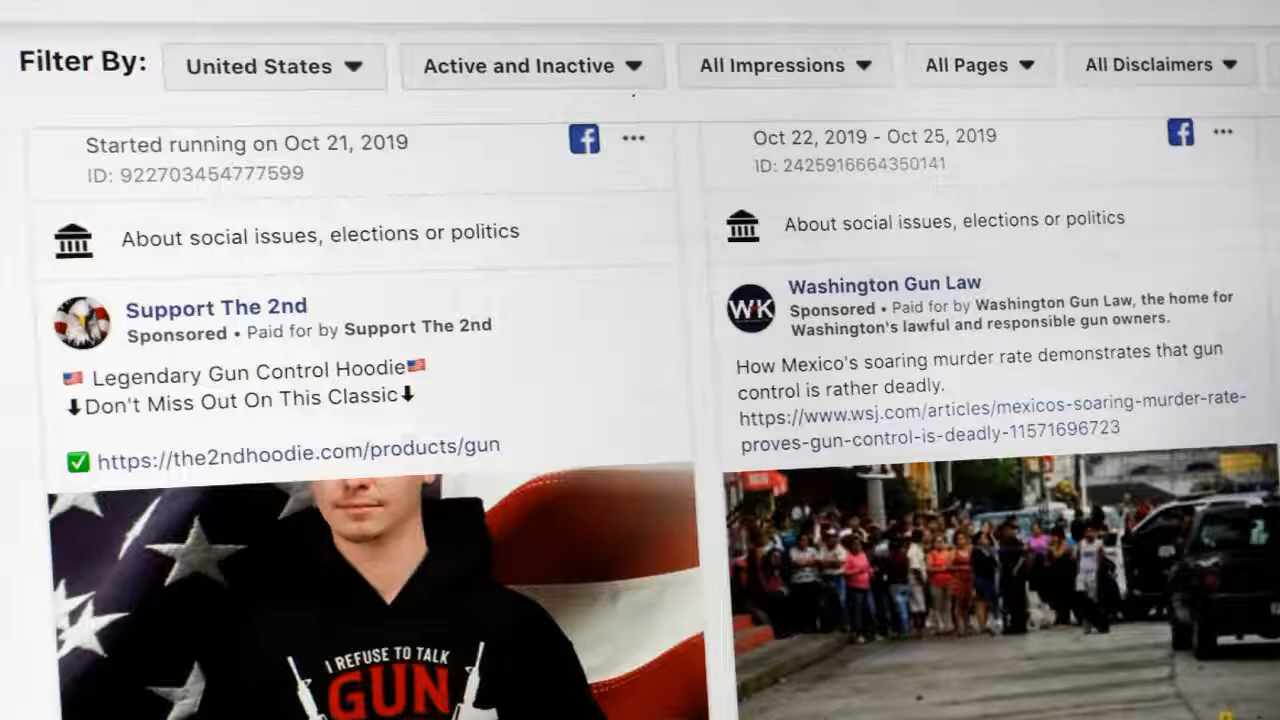 Filter By: United States Active and Inactive All Impressions All Pages All Disclaimers
Started running on Oct 21, 2019
ID: 922703454777599
About social issues, elections or politics
Support The 2nd
Sponsored • Paid for by Support The 2nd
🇺🇸 Legendary Gun Control Hoodie🇺🇸
⬇Don't Miss Out On This Classic⬇
✅ https://the2ndhoodie.com/products/gun
I REFUSE TO TALK
GUN
Oct 22, 2019 - Oct 25, 2019
ID: 2425916664350141
About social issues, elections or politics
WK
Washington Gun Law
Sponsored • Paid for by Washington Gun Law, the home for
Washington's lawful and responsible gun owners.
How Mexico's soaring murder rate demonstrates that gun
control is rather deadly.
https://www.wsj.com/articles/mexicos-soaring-murder-rate-
proves-gun-control-is-deadly-11571696723